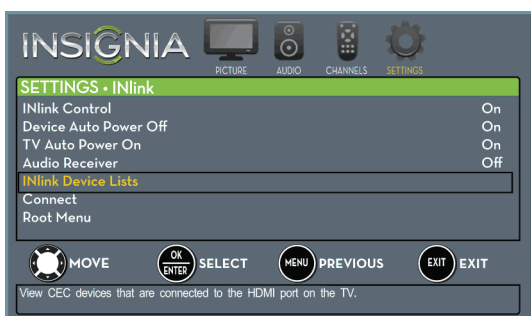 INSIGNIA
PICTURE AUDIO CHANNELS SETTINGS
SETTINGS • INlink
INlink Control On
Device Auto Power Off On
TV Auto Power On On
Audio Receiver Off
INlink Device Lists
Connect
Root Menu
MOVE OK ENTER SELECT MENU PREVIOUS EXIT EXIT
View CEC devices that are connected to the HDMI port on the TV.